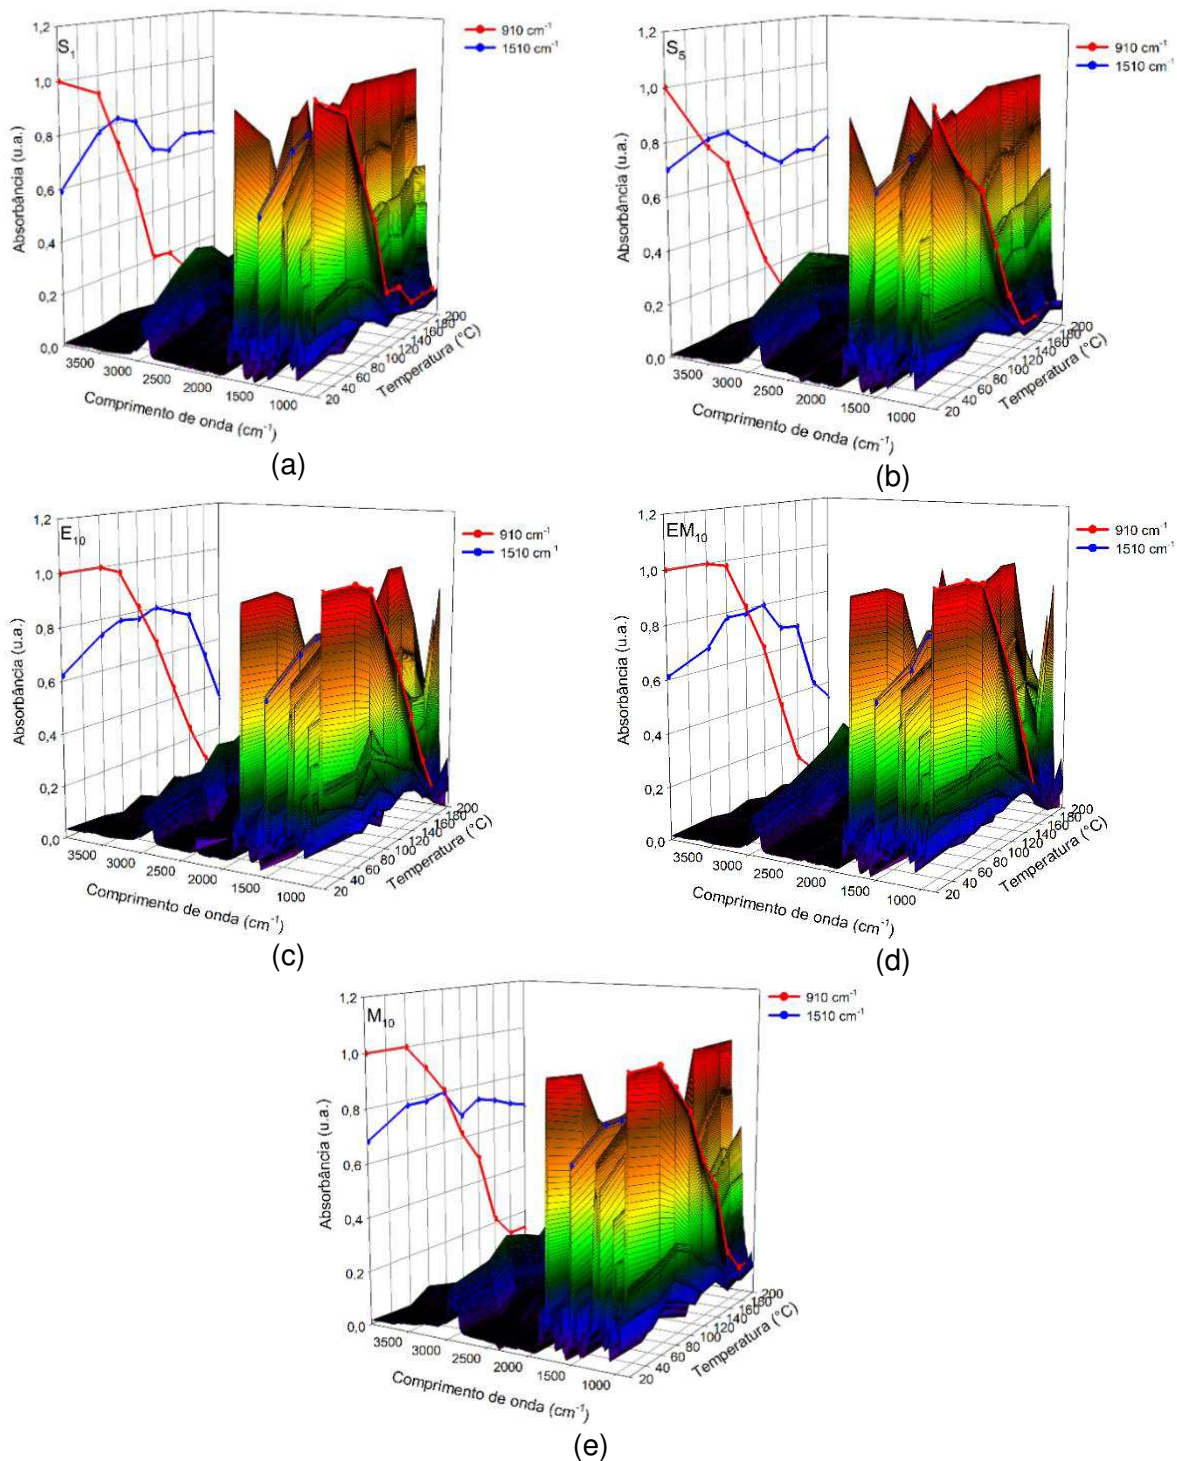 1,2
1,0
0,8
0,6
0,4
0,2
0,0
Absorbância (u.a.)
S₁
910 cm⁻¹
1510 cm⁻¹
3500 3000 2500 2000 1500 1000
Comprimento de onda (cm⁻¹)
20 40 60 80 100 120 140 160 180 200
Temperatura (°C)
(a)
1,2
1,0
0,8
0,6
0,4
0,2
0,0
Absorbância (u.a.)
S₅
910 cm⁻¹
1510 cm⁻¹
3500 3000 2500 2000 1500 1000
Comprimento de onda (cm⁻¹)
20 40 60 80 100 120 140 160 180 200
Temperatura (°C)
(b)
1,2
1,0
0,8
0,6
0,4
0,2
0,0
Absorbância (u.a.)
E₁₀
910 cm⁻¹
1510 cm⁻¹
3500 3000 2500 2000 1500 1000
Comprimento de onda (cm⁻¹)
20 40 60 80 100 120 140 160 180 200
Temperatura (°C)
(c)
1,2
1,0
0,8
0,6
0,4
0,2
0,0
Absorbância (u.a.)
EM₁₀
910 cm⁻¹
1510 cm⁻¹
3500 3000 2500 2000 1500 1000
Comprimento de onda (cm⁻¹)
20 40 60 80 100 120 140 160 180 200
Temperatura (°C)
(d)
1,2
1,0
0,8
0,6
0,4
0,2
0,0
Absorbância (u.a.)
M₁₀
910 cm⁻¹
1510 cm⁻¹
3500 3000 2500 2000 1500 1000
Comprimento de onda (cm⁻¹)
20 40 60 80 100 120 140 160 180 200
Temperatura (°C)
(e)